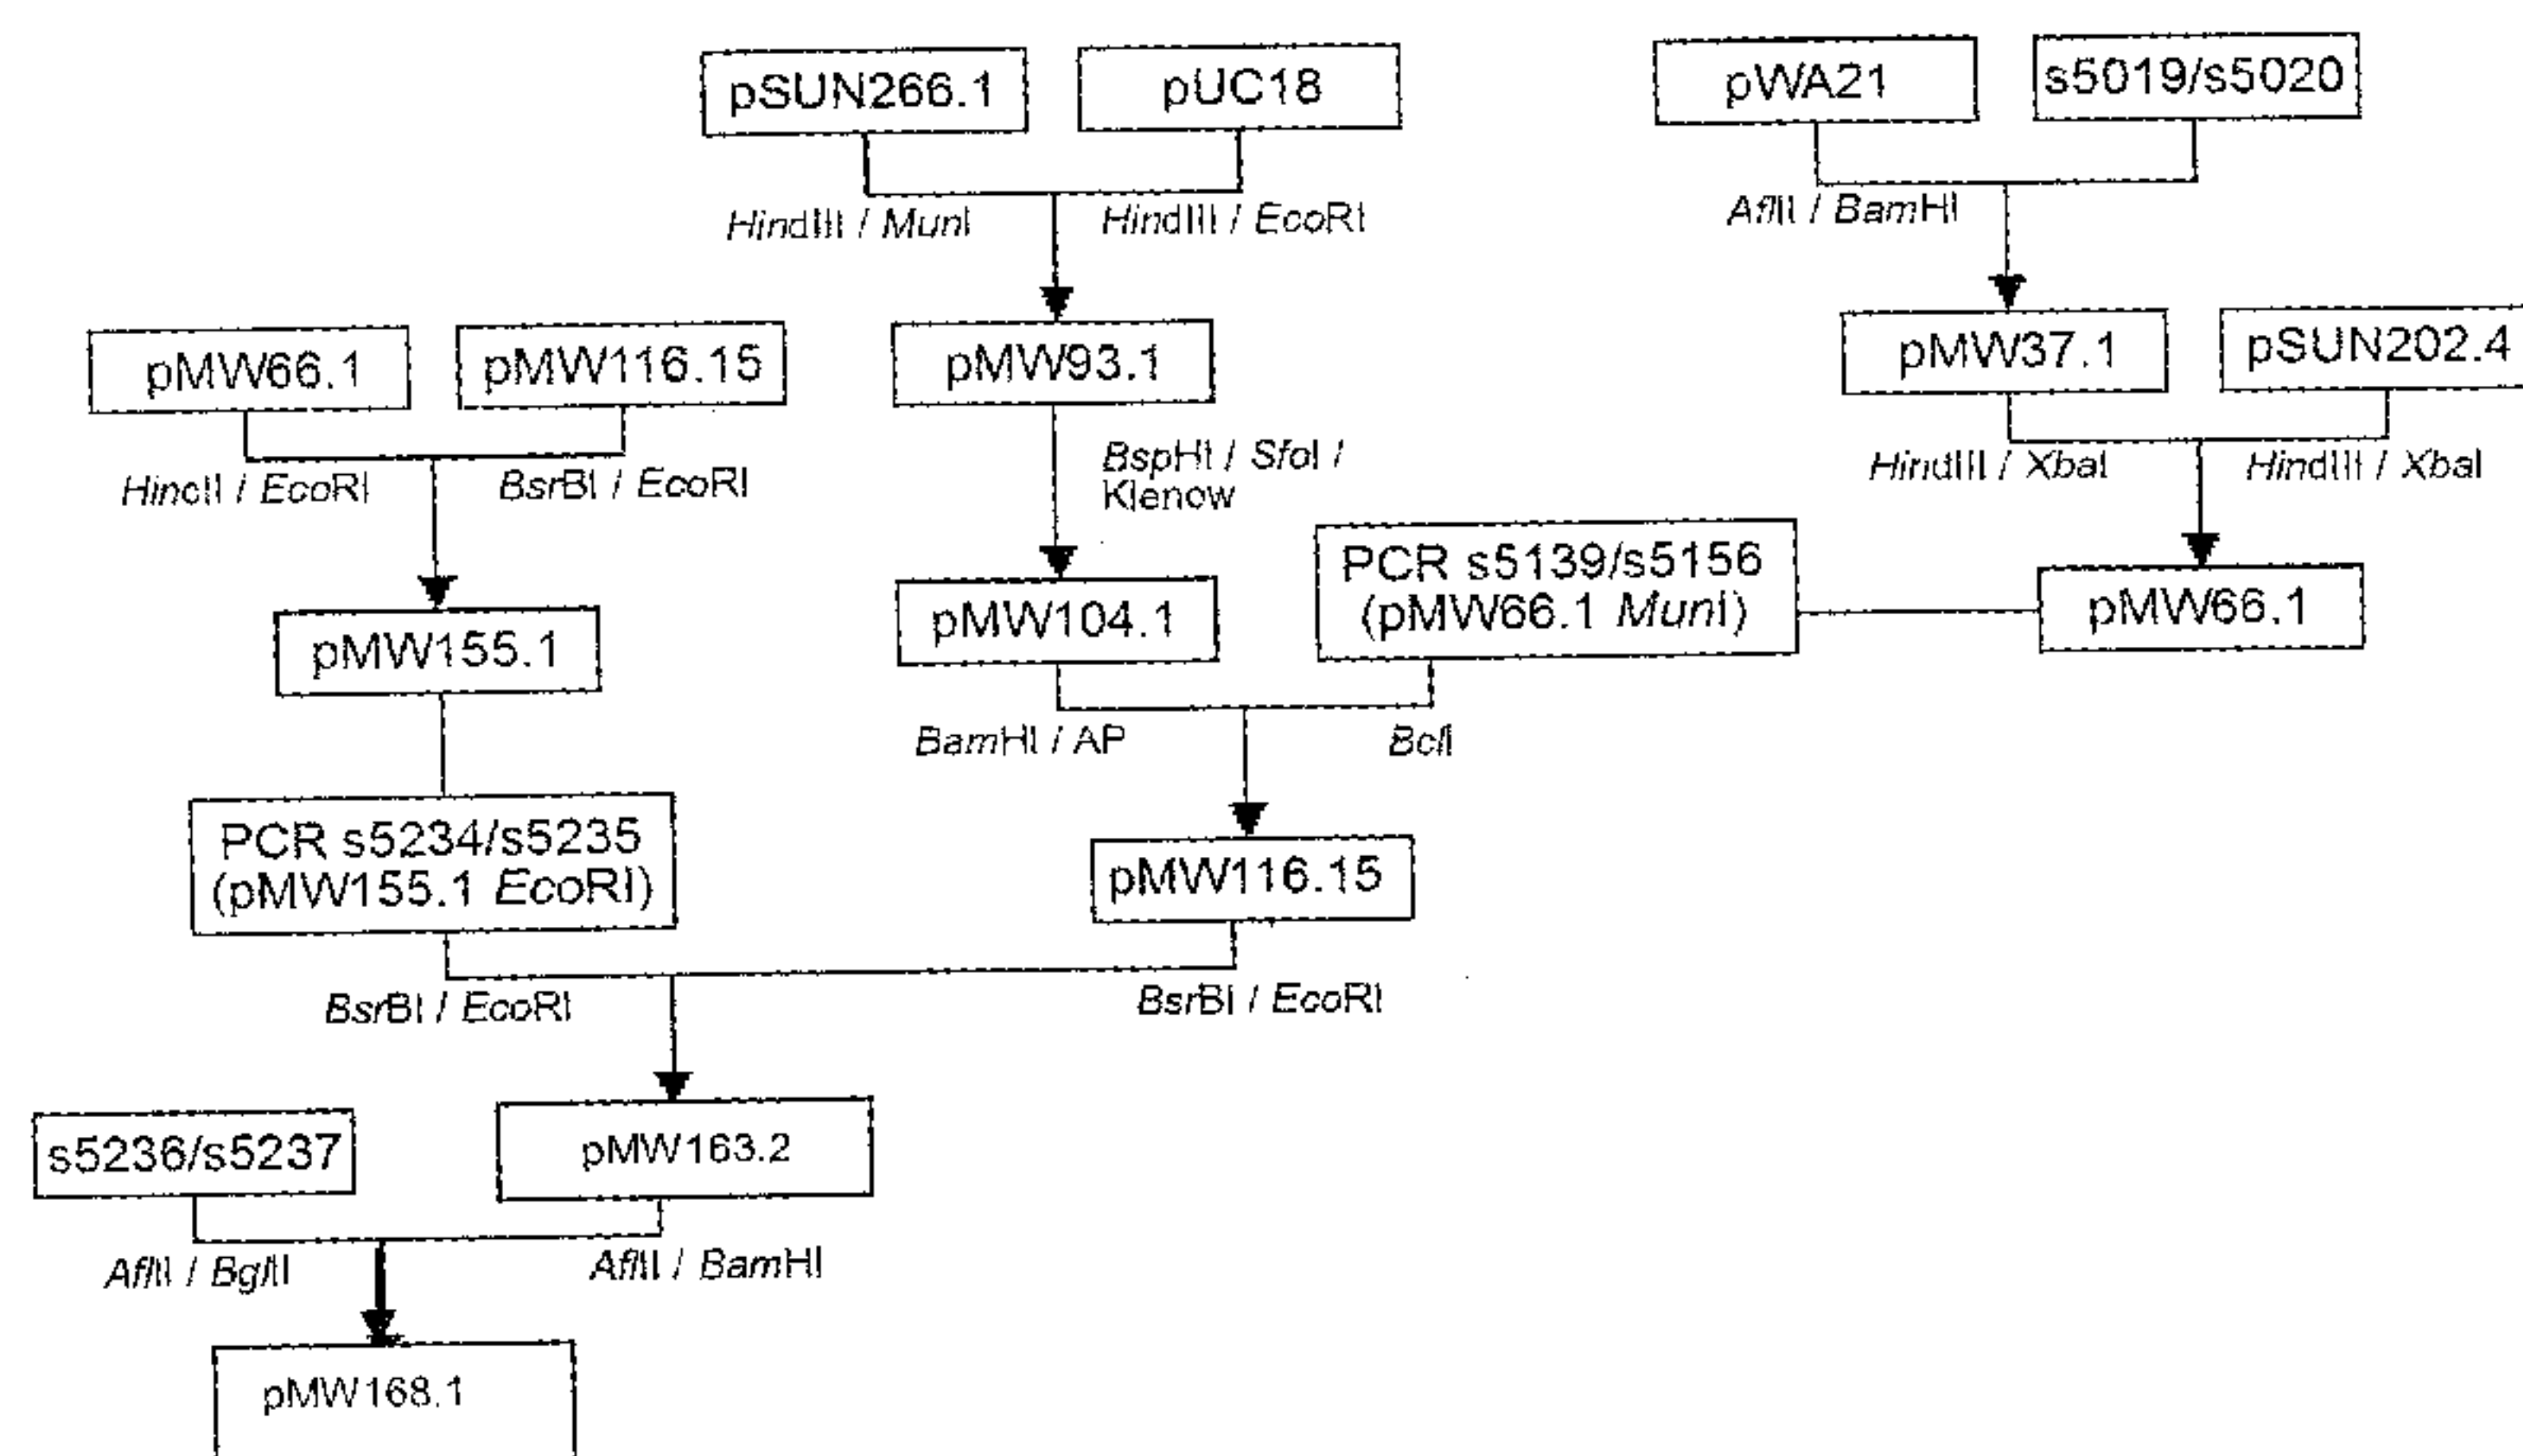 pSUN266.1 pUC18 pWA21 s5019/s5020
HindIII / MunI HindIII / EcoRI AflII / BamHI
pMW66.1 pMW116.15 pMW93.1 pMW37.1 pSUN202.4
HincII / EcoRI BsrBI / EcoRI BspHI / SfoI /
Klenow HindIII / XbaI HindIII / XbaI
pMW155.1 pMW104.1 PCR s5139/s5156
(pMW66.1 MunI) pMW66.1
BamHI / AP BclI
PCR s5234/s5235
(pMW155.1 EcoRI) pMW116.15
BsrBI / EcoRI BsrBI / EcoRI
s5236/s5237 pMW163.2
AflII / BglII AflII / BamHI
pMW168.1